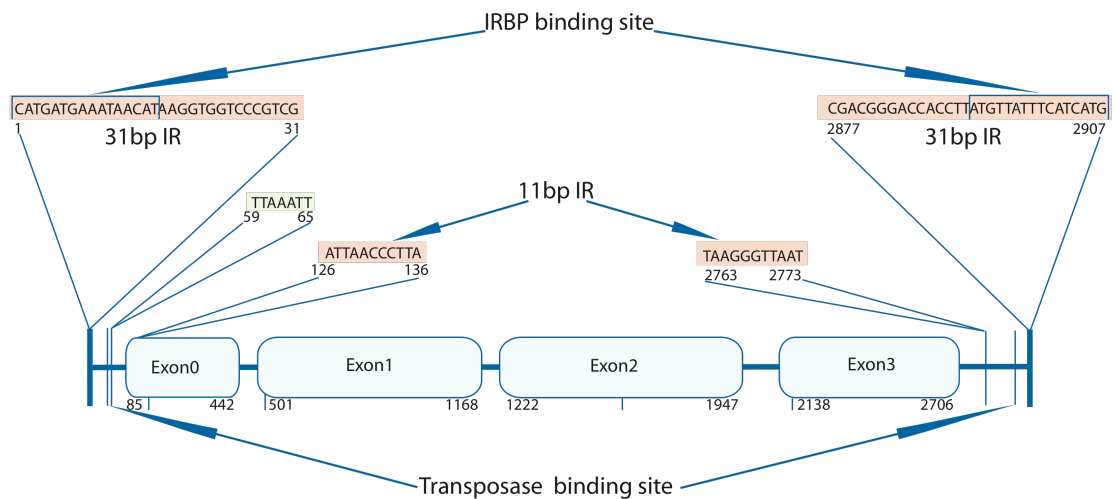 IRBP binding site
CATGATGAAATAACATAAGGTGGTCCCGTCG
CGACGGGACCACCTTATGTTATTTCATCATG
1
31bp IR
31
2877
31bp IR
2907
11bp IR
TTAAATT
59
65
ATTAACCCTTA
TAAGGGTTAAT
126
136
2763
2773
Exon0
Exon1
Exon2
Exon3
85
442
501
1168
1222
1947
2138
2706
Transposase binding site